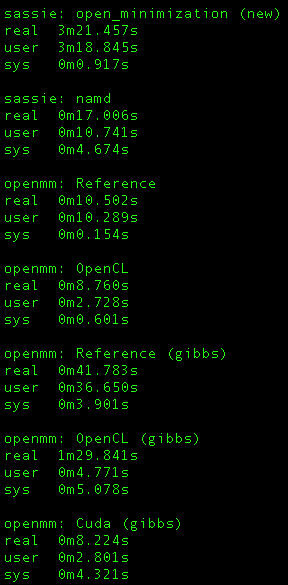 sassie: open_minimization (new)
real 3m21.457s
user 3m18.845s
sys 0m0.917s
sassie: namd
real 0m17.006s
user 0m10.741s
sys 0m4.674s
openmm: Reference
real 0m10.502s
user 0m10.289s
sys 0m0.154s
openmm: OpenCL
real 0m8.760s
user 0m2.728s
sys 0m0.601s
openmm: Reference (gibbs)
real 0m41.783s
user 0m36.650s
sys 0m3.901s
openmm: OpenCL (gibbs)
real 1m29.841s
user 0m4.771s
sys 0m5.078s
openmm: Cuda (gibbs)
real 0m8.224s
user 0m2.801s
sys 0m4.321s